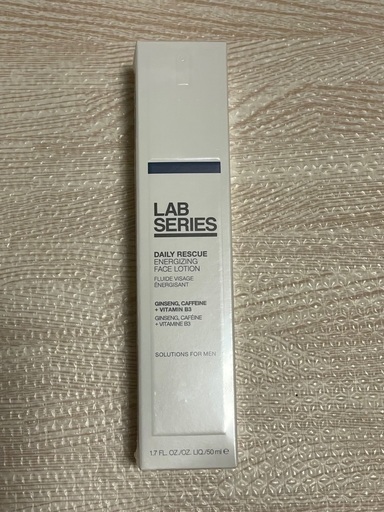 LAB
SERIES
DAILY RESCUE
ENERGIZING
FACE LOTION
FLUIDE VISAGE
ÉNERGISANT
GINSENG, CAFFEINE
+ VITAMIN B3
GINSENG, CAFÉINE
+ VITAMINE B3
SOLUTIONS FOR MEN
1.7 FL. OZ./OZ. LIQ./50 ml ℮